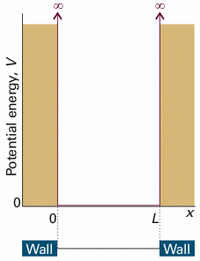 ∞ ∞
Potential energy, V
0
0 L x
Wall Wall